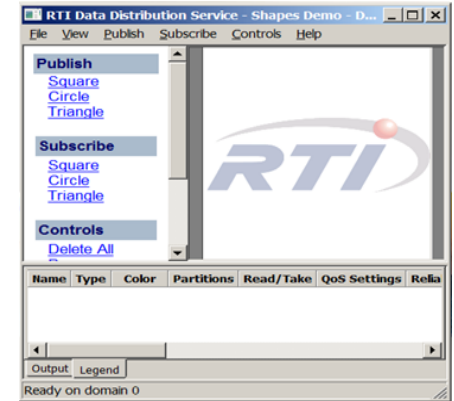 RTI Data Distribution Service - Shapes Demo - D...
File View Publish Subscribe Controls Help
Publish
Square
Circle
Triangle
Subscribe
Square
Circle
Triangle
Controls
Delete All
RTI
Name Type Color Partitions Read/Take QoS Settings Relia
Output Legend
Ready on domain 0